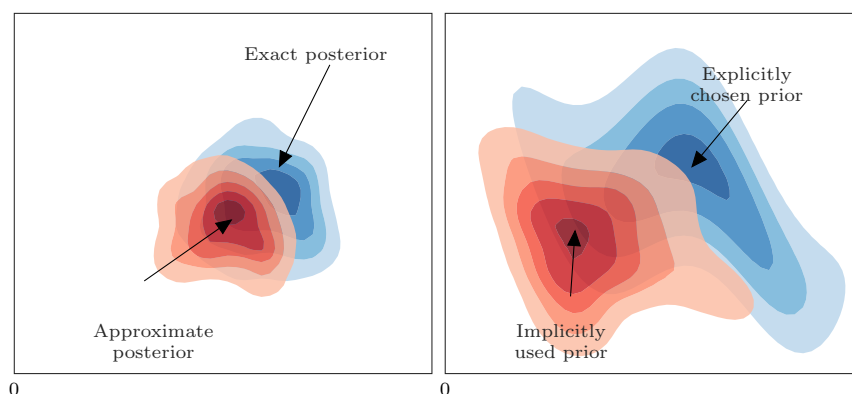 Exact posterior
Approximate
posterior
0
Explicitly
chosen prior
Implicitly
used prior
0